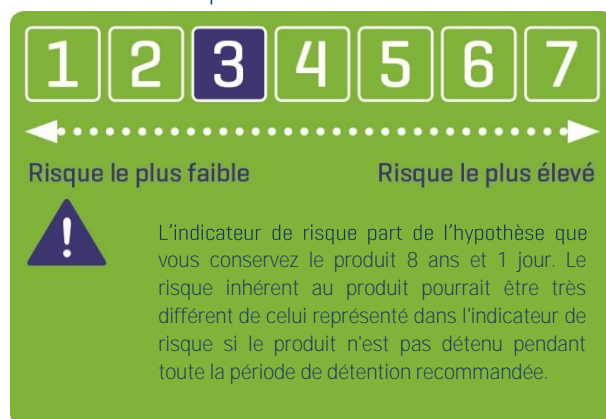 1 2 3 4 5 6 7
Risque le plus faible Risque le plus élevé
!
L'indicateur de risque part de l'hypothèse que
vous conservez le produit 8 ans et 1 jour. Le
risque inhérent au produit pourrait être très
différent de celui représenté dans l'indicateur de
risque si le produit n'est pas détenu pendant
toute la période de détention recommandée.